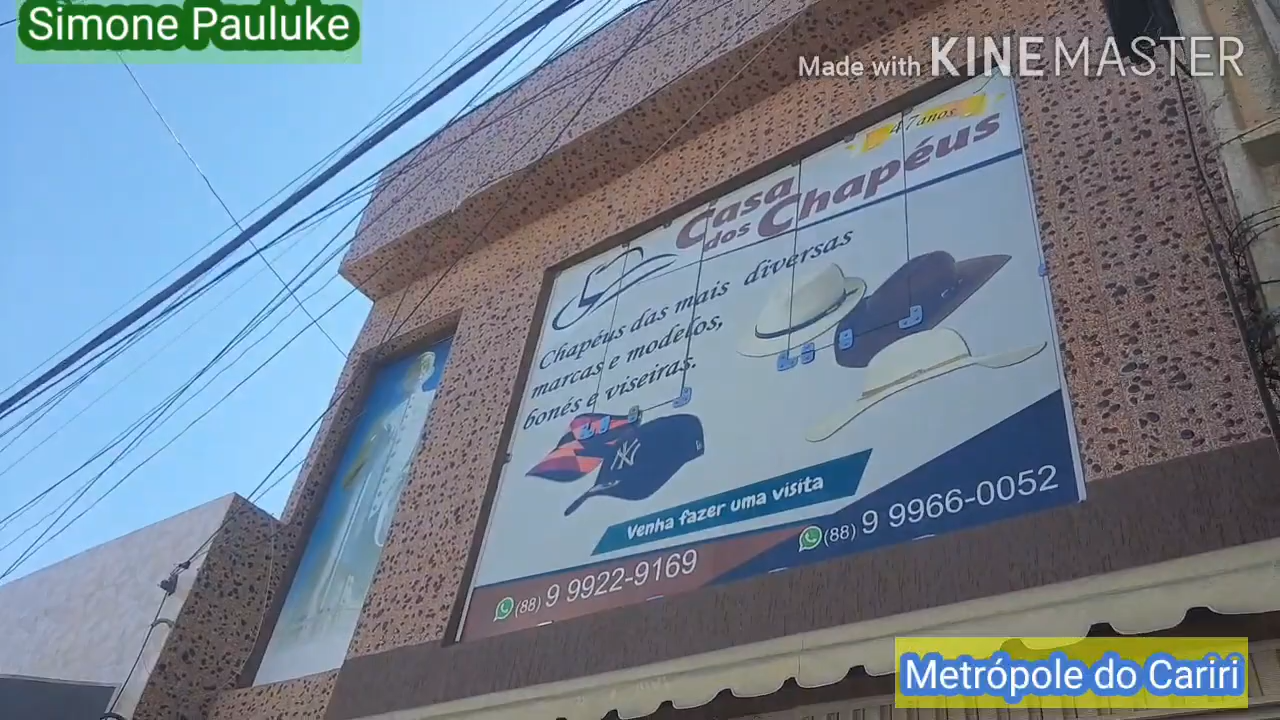 Simone Pauluke
Made with KINEMASTER
47 anos
Casa
dos Chapéus
Chapéus das mais diversas
marcas e modelos,
bonés e viseiras.
NY
Venha fazer uma visita
(88) 9 9922-9169
(88) 9 9966-0052
Metrópole do Cariri